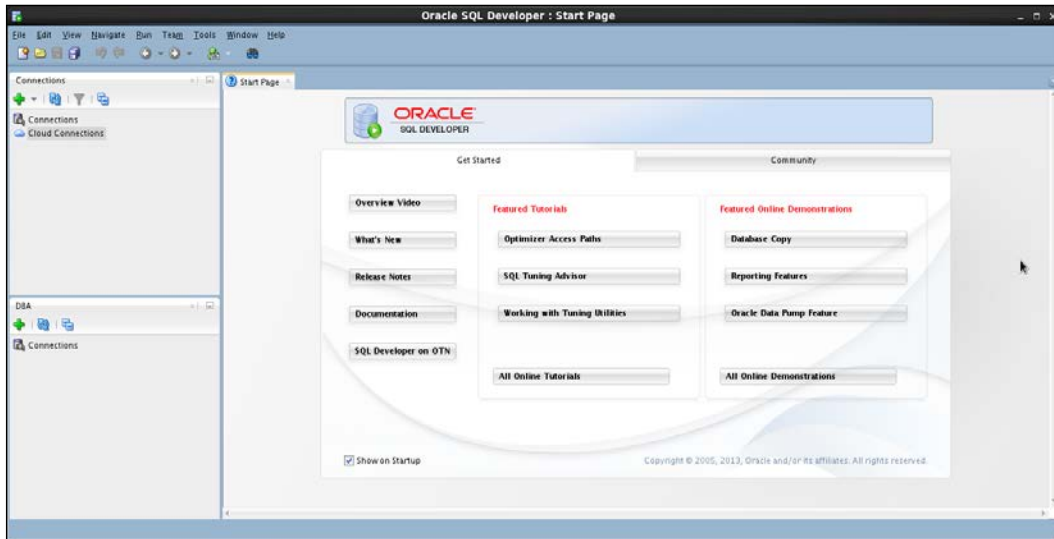 Oracle SQL Developer : Start Page
File Edit View Navigate Run Team Tools Window Help
Connections
Connections
Cloud Connections
DBA
Connections
Start Page
ORACLE
SQL DEVELOPER
Get Started
Community
Overview Video
What's New
Release Notes
Documentation
SQL Developer on OTN
Featured Tutorials
Optimizer Access Paths
SQL Tuning Advisor
Working with Tuning Utilities
All Online Tutorials
Featured Online Demonstrations
Database Copy
Reporting Features
Oracle Data Pump Feature
All Online Demonstrations
Show on Startup
Copyright © 2005, 2013, Oracle and/or its affiliates. All rights reserved.